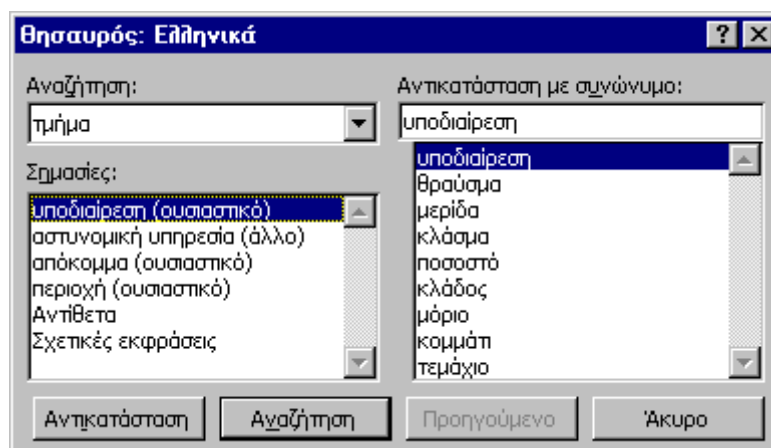 Θησαυρός: Ελληνικά
Αναζήτηση:
τμήμα
Σημασίες:
υποδιαίρεση (ουσιαστικό)
αστυνομική υπηρεσία (άλλο)
απόκομμα (ουσιαστικό)
περιοχή (ουσιαστικό)
Αντίθετα
Σχετικές εκφράσεις
Αντικατάσταση με συνώνυμο:
υποδιαίρεση
υποδιαίρεση
θραύσμα
μερίδα
κλάσμα
ποσοστό
κλάδος
μόριο
κομμάτι
τεμάχιο
Αντικατάσταση
Αναζήτηση
Προηγούμενο
Άκυρο